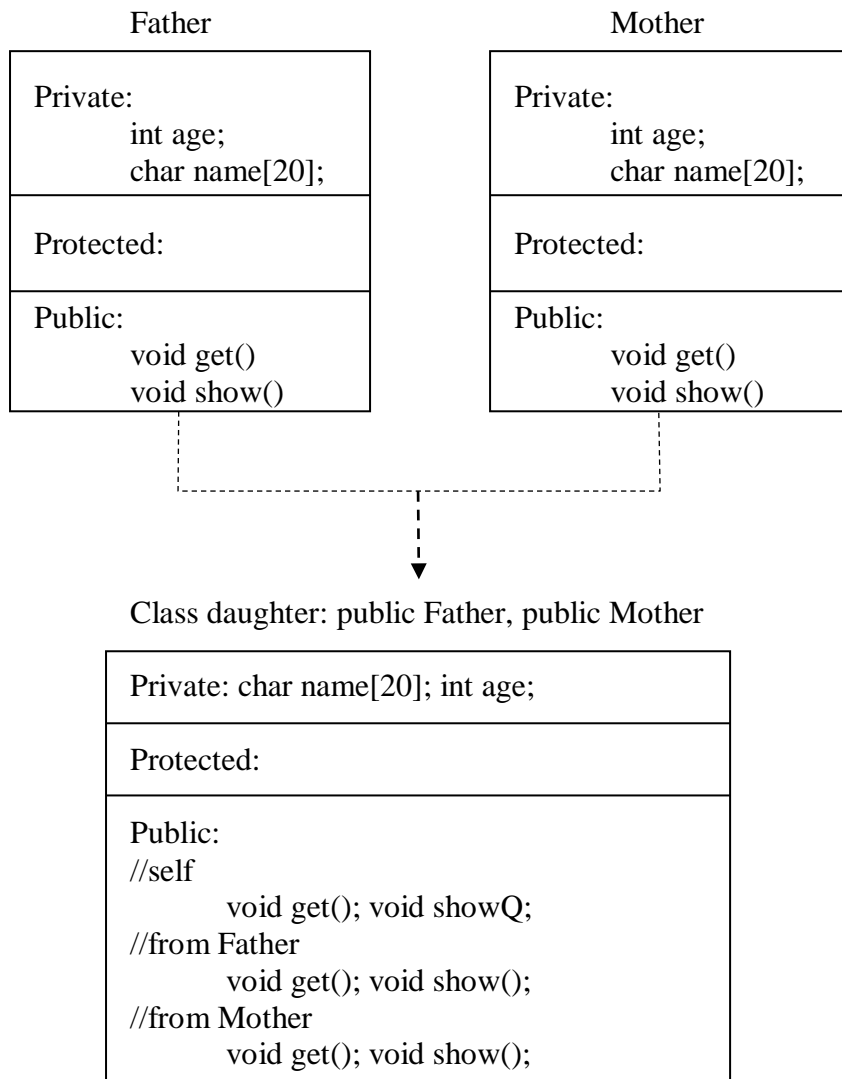 Father
Private:
int age;
char name[20];
Protected:
Public:
void get()
void show()
Mother
Private:
int age;
char name[20];
Protected:
Public:
void get()
void show()
Class daughter: public Father, public Mother
Private: char name[20]; int age;
Protected:
Public:
//self
void get(); void showQ;
//from Father
void get(); void show();
//from Mother
void get(); void show();